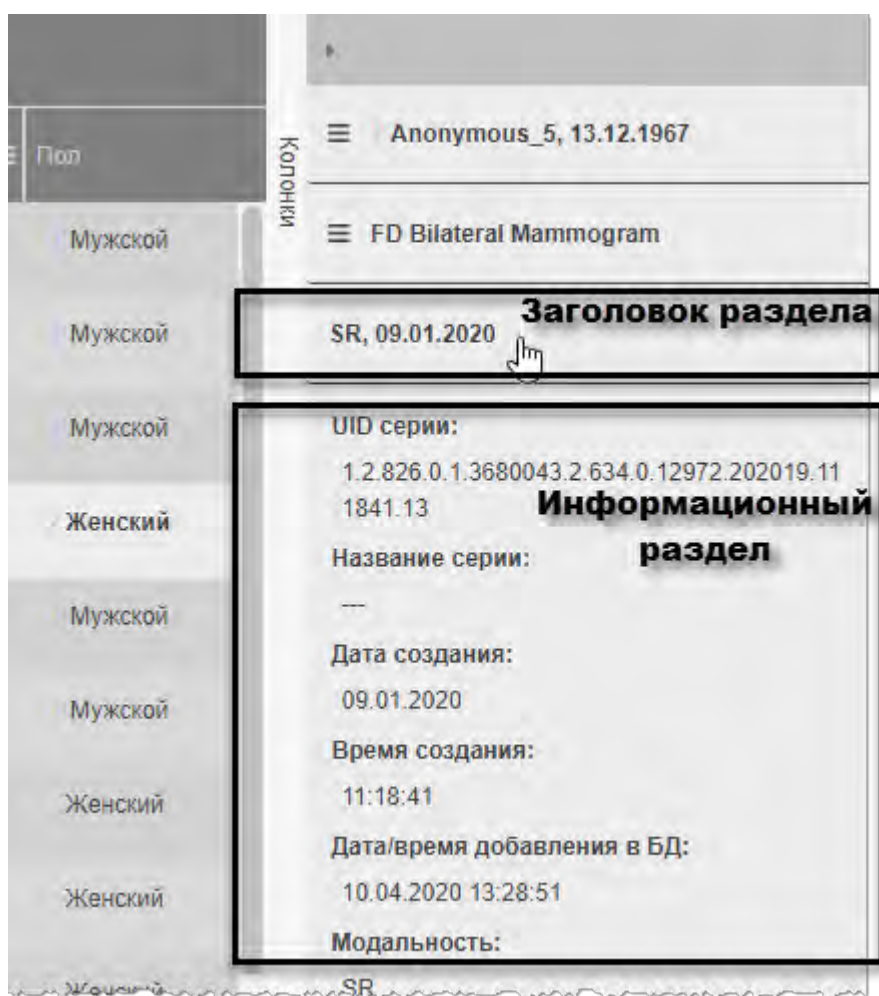 Пол
Мужской
Мужской
Мужской
Женский
Мужской
Мужской
Женский
Женский
Женский
Колонки
Anonymous_5, 13.12.1967
FD Bilateral Mammogram
SR, 09.01.2020
Заголовок раздела
UID серии:
1.2.826.0.1.3680043.2.634.0.12972.202019.11
1841.13
Информационный
раздел
Название серии:
---
Дата создания:
09.01.2020
Время создания:
11:18:41
Дата/время добавления в БД:
10.04.2020 13:28:51
Модальность:
SR